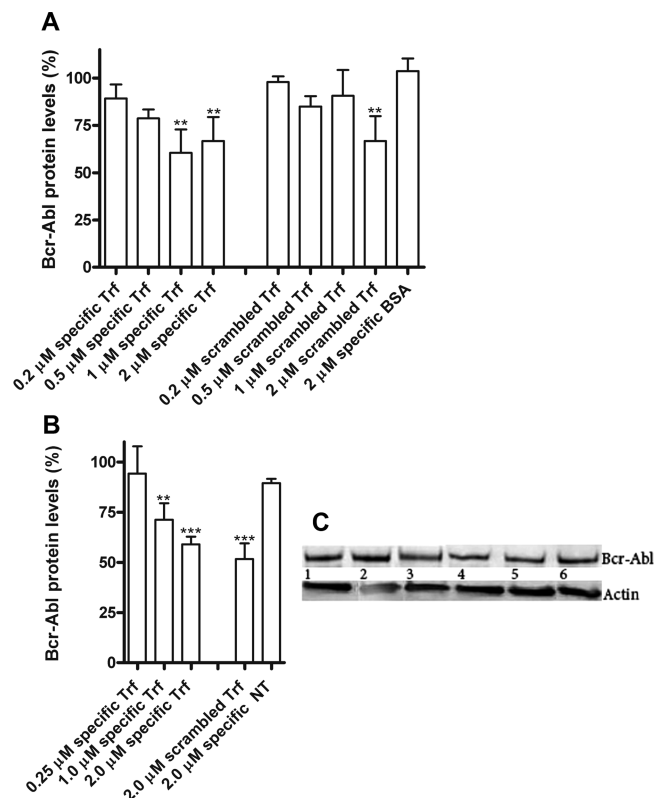 A
Bcr-Abl protein levels (%)
100
75
50
25
0
**
**
**
0.2 µM specific Trf
0.5 µM specific Trf
1 µM specific Trf
2 µM specific Trf
0.2 µM scrambled Trf
0.5 µM scrambled Trf
1 µM scrambled Trf
2 µM scrambled Trf
2 µM specific BSA
B
Bcr-Abl protein levels (%)
100
75
50
25
0
**
***
***
0.25 µM specific Trf
1.0 µM specific Trf
2.0 µM specific Trf
2.0 µM scrambled Trf
2.0 µM specific NT
C
Bcr-Abl
1 2 3 4 5 6
Actin